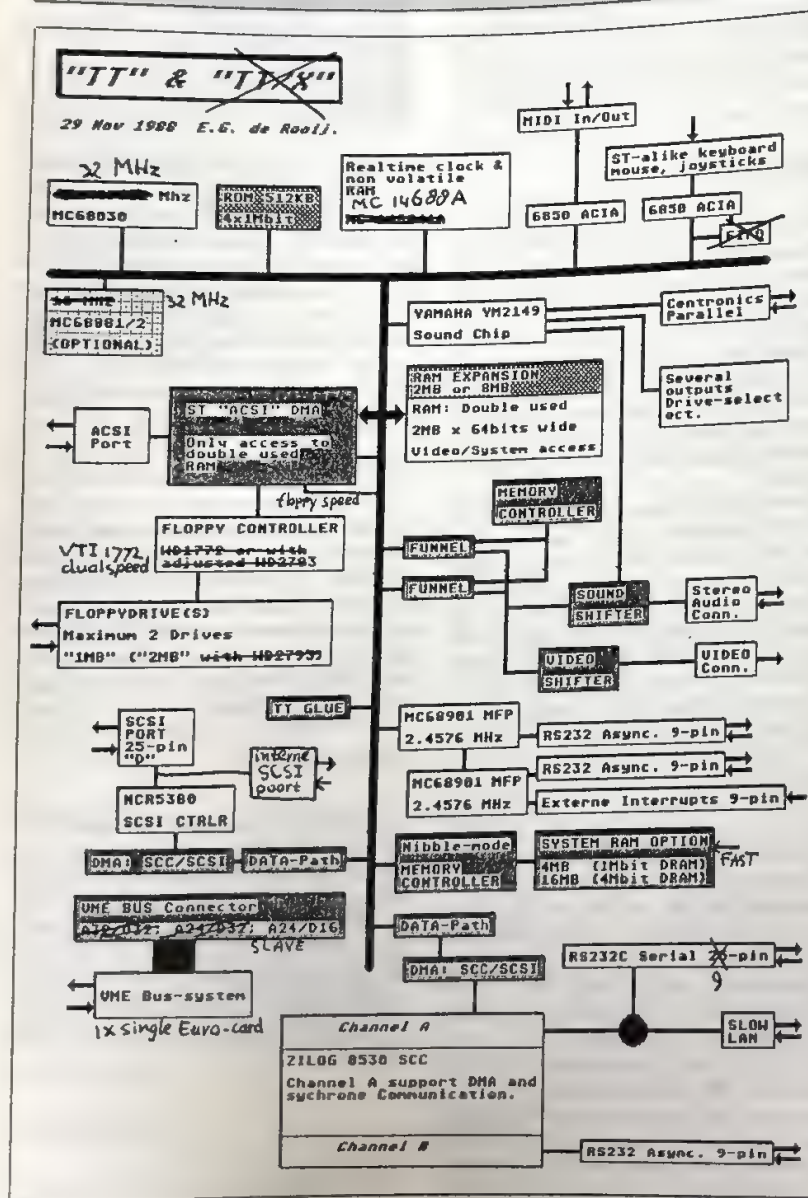 "TT" & "TT/X"
29 Nov 1988 E.G. de Rooij.
32 MHz
Mhz
MC68030
ROM 512KB
4x1Mbit
Realtime clock &
non volatile
RAM
MC 14688A
MIDI In/Out
ST-alike keyboard
mouse, joysticks
6850 ACIA
6850 ACIA
FIFO
32 MHz
MC68881/2
(OPTIONAL)
YAMAHA YM2149
Sound Chip
Centronics
Parallel
Several
outputs
Drive-select
ect.
RAM EXPANSION
2MB or 8MB
RAM: Double used
2MB x 64bits wide
Video/System access
ACSI
Port
ST "ACSI" DMA
Only access to
double used
RAM
floppy speed
MEMORY
CONTROLLER
FLOPPY CONTROLLER
WD1772 or with
adjusted WD2793
VTI 1772
dualspeed
FUNNEL
FUNNEL
SOUND
SHIFTER
Stereo
Audio
Conn.
FLOPPYDRIVE(S)
Maximum 2 Drives
"1MB" ("2MB" with WD2793)
VIDEO
SHIFTER
VIDEO
Conn.
TT GLUE
SCSI
PORT
25-pin
"D"
interne
SCSI
poort
MC68901 MFP
2.4576 MHz
RS232 Async. 9-pin
RS232 Async. 9-pin
MC68901 MFP
2.4576 MHz
Externe Interrupts 9-pin
NCR5380
SCSI CTRLR
DMA: SCC/SCSI
DATA-Path
Nibble-mode
MEMORY
CONTROLLER
SYSTEM RAM OPTION
4MB (1Mbit DRAM)
16MB (4Mbit DRAM)
FAST
VME BUS Connector
A32/D32; A24/D32; A24/D16
SLAVE
DATA-Path
DMA: SCC/SCSI
RS232C Serial 25-pin
9
VME Bus-system
1x single Euro-card
Channel A
SLOW
LAN
ZILOG 8530 SCC
Channel A support DMA and
sychrone Communication.
Channel B
RS232 Async. 9-pin